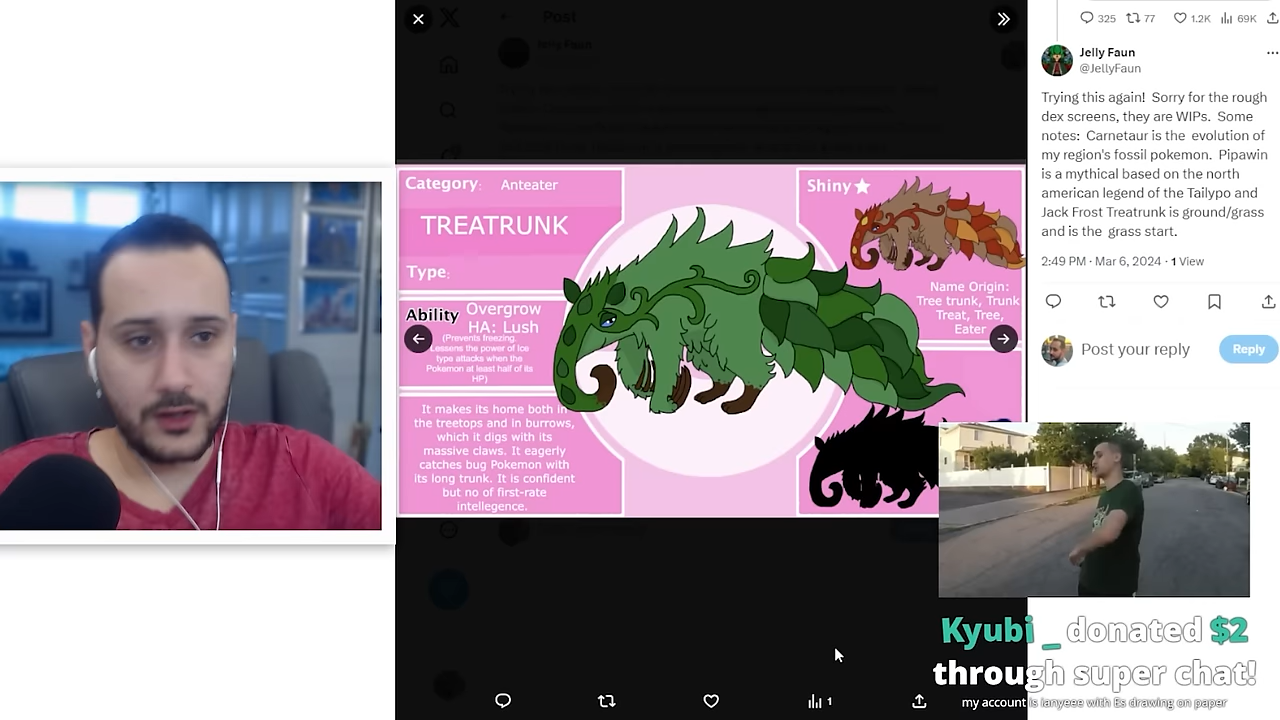 Post
Jelly Faun
Category: Anteater
TREATRUNK
Type:
Ability Overgrow
HA: Lush
(Prevents freezing.
Lessens the power of Ice
type attacks when the
Pokemon at least half of its
HP)
It makes its home both in
the treetops and in burrows,
which it digs with its
massive claws. It eagerly
catches bug Pokemon with
its long trunk. It is confident
but no of first-rate
intellegence.
Shiny
Name Origin:
Tree trunk, Trunk
Treat, Tree,
Eater
1
325 77 1.2K 69K
Jelly Faun
@JellyFaun
Trying this again! Sorry for the rough
dex screens, they are WIPs. Some
notes: Carnetaur is the evolution of
my region's fossil pokemon. Pipawin
is a mythical based on the north
american legend of the Tailypo and
Jack Frost Treatrunk is ground/grass
and is the grass start.
2:49 PM · Mar 6, 2024 · 1 View
Post your reply Reply
Kyubi _ donated $2
through super chat!
my account is ianyeee with Es drawing on paper